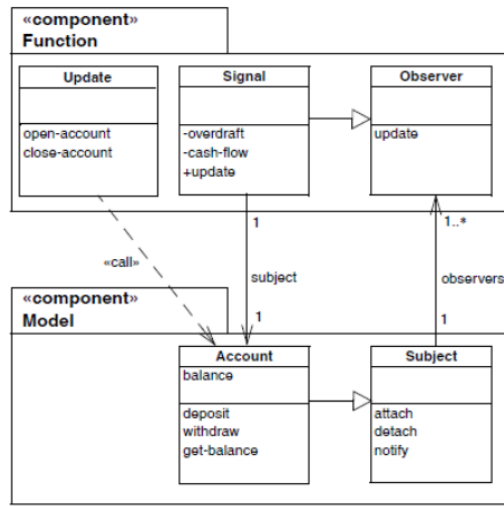 «component»
Function
Update
Signal
Observer
open-account
close-account
-overdraft
-cash-flow
+update
update
1
1..*
«call»
subject
observers
«component»
Model
1
1
Account
Subject
balance
deposit
withdraw
get-balance
attach
detach
notify